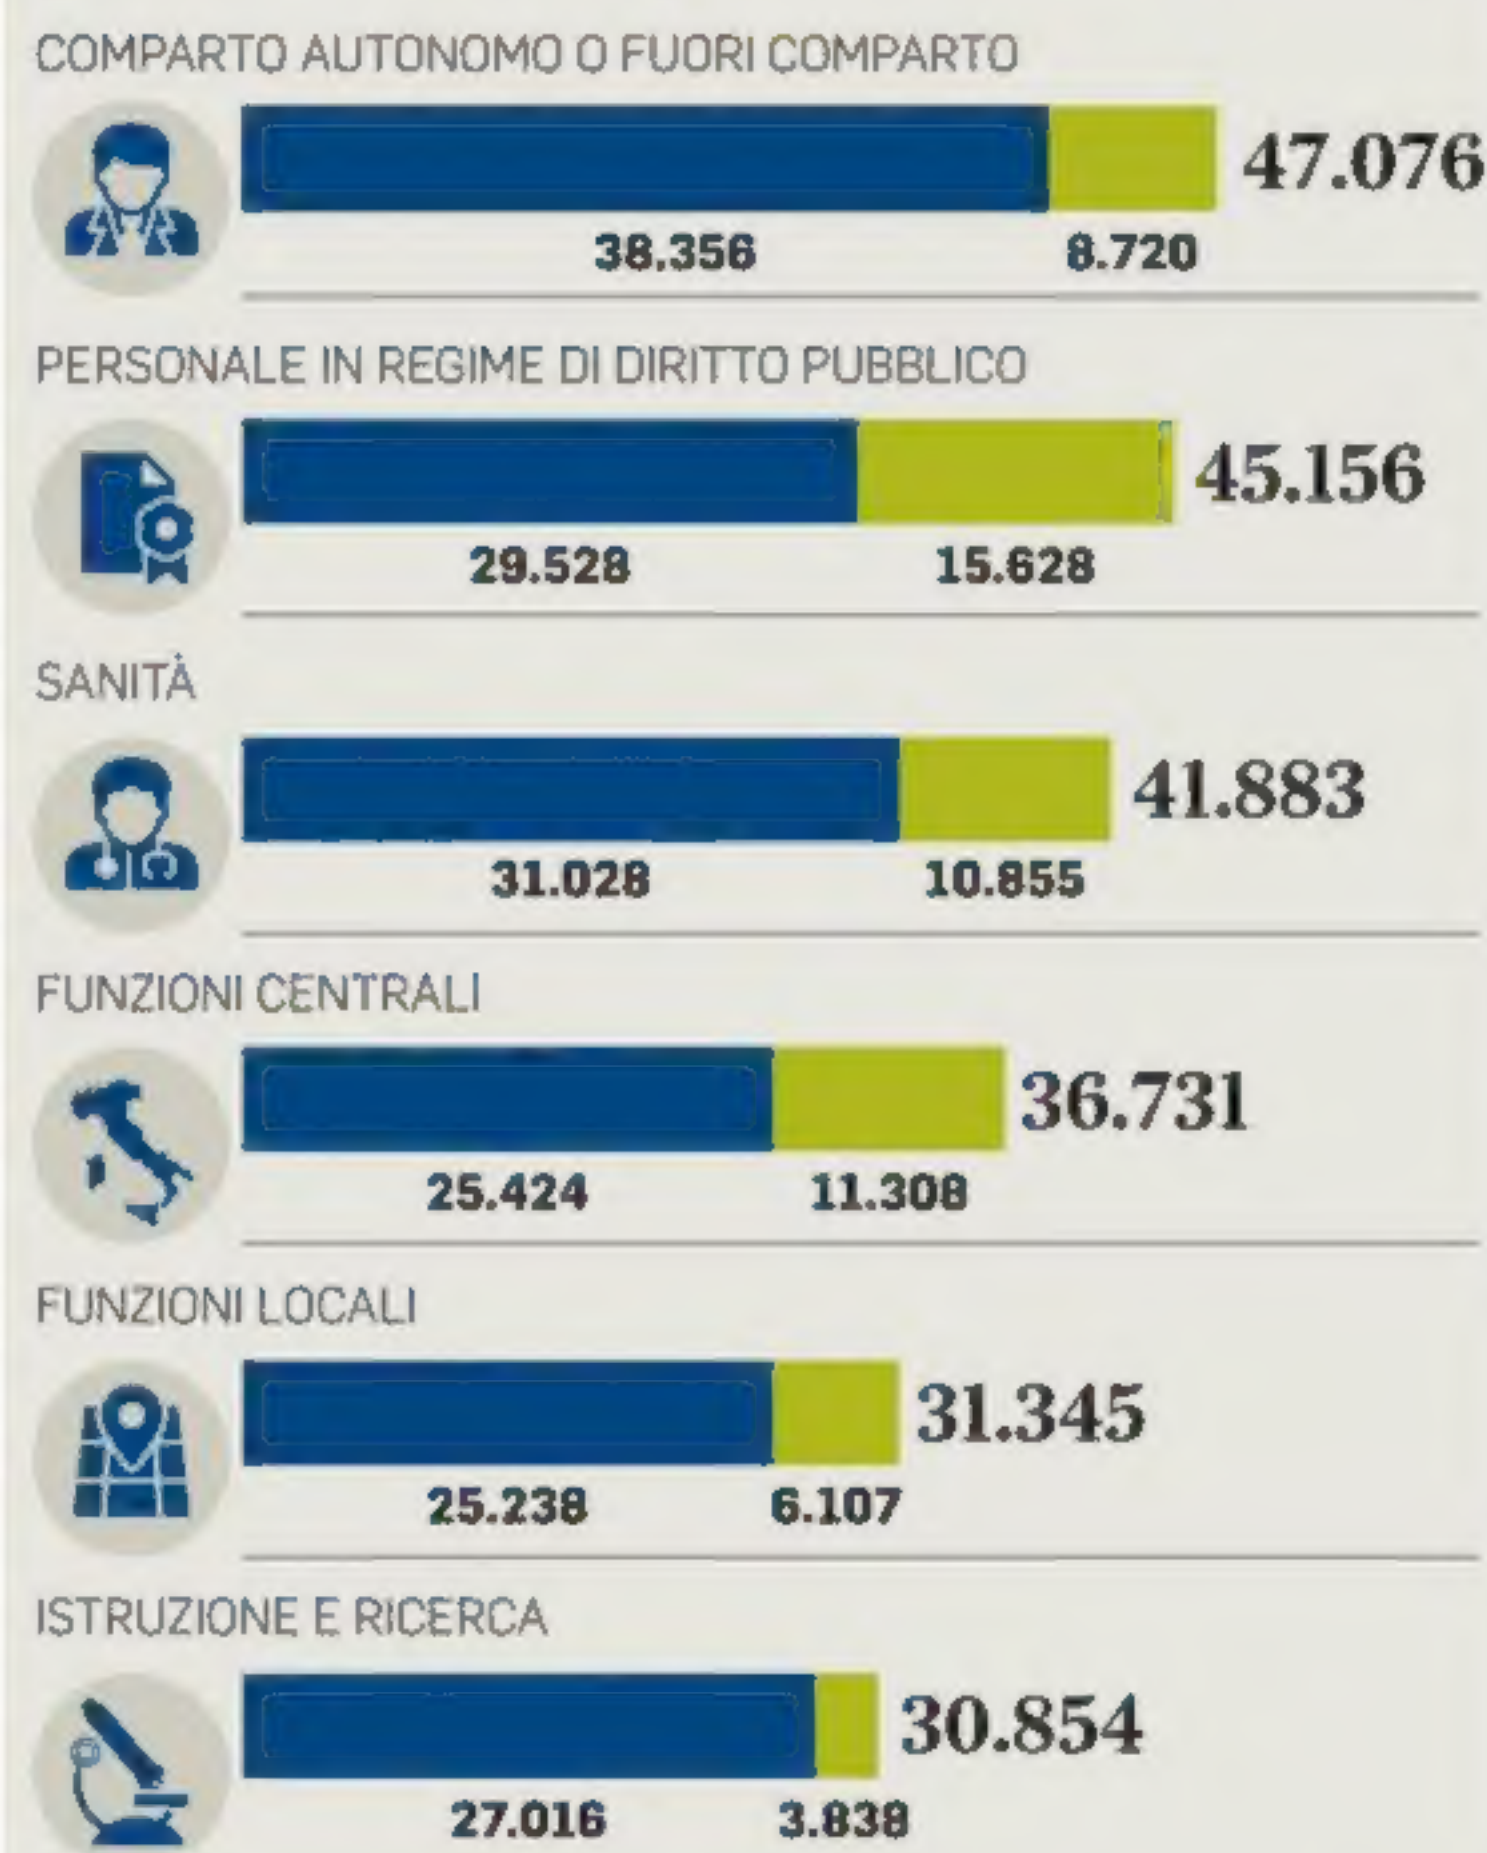 COMPARTO AUTONOMO O FUORI COMPARTO
47.076
38.356 8.720
PERSONALE IN REGIME DI DIRITTO PUBBLICO
45.156
29.528 15.628
SANITÀ
41.883
31.028 10.855
FUNZIONI CENTRALI
36.731
25.424 11.308
FUNZIONI LOCALI
31.345
25.238 6.107
ISTRUZIONE E RICERCA
30.854
27.016 3.838